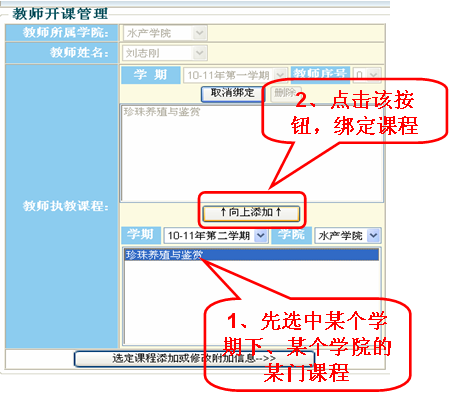 教师开课管理
教师所属学院: 水产学院
教师姓名: 刘志刚
学 期 10-11年第一学期 教师序号 0
取消绑定 删除
珍珠养殖与鉴赏
2、点击该按
钮，绑定课程
教师执教课程:
↑向上添加↑
学期 10-11年第二学期 学院 水产学院
珍珠养殖与鉴赏
1、先选中某个学
期下、某个学院的
某门课程
选定课程添加或修改附加信息-->>